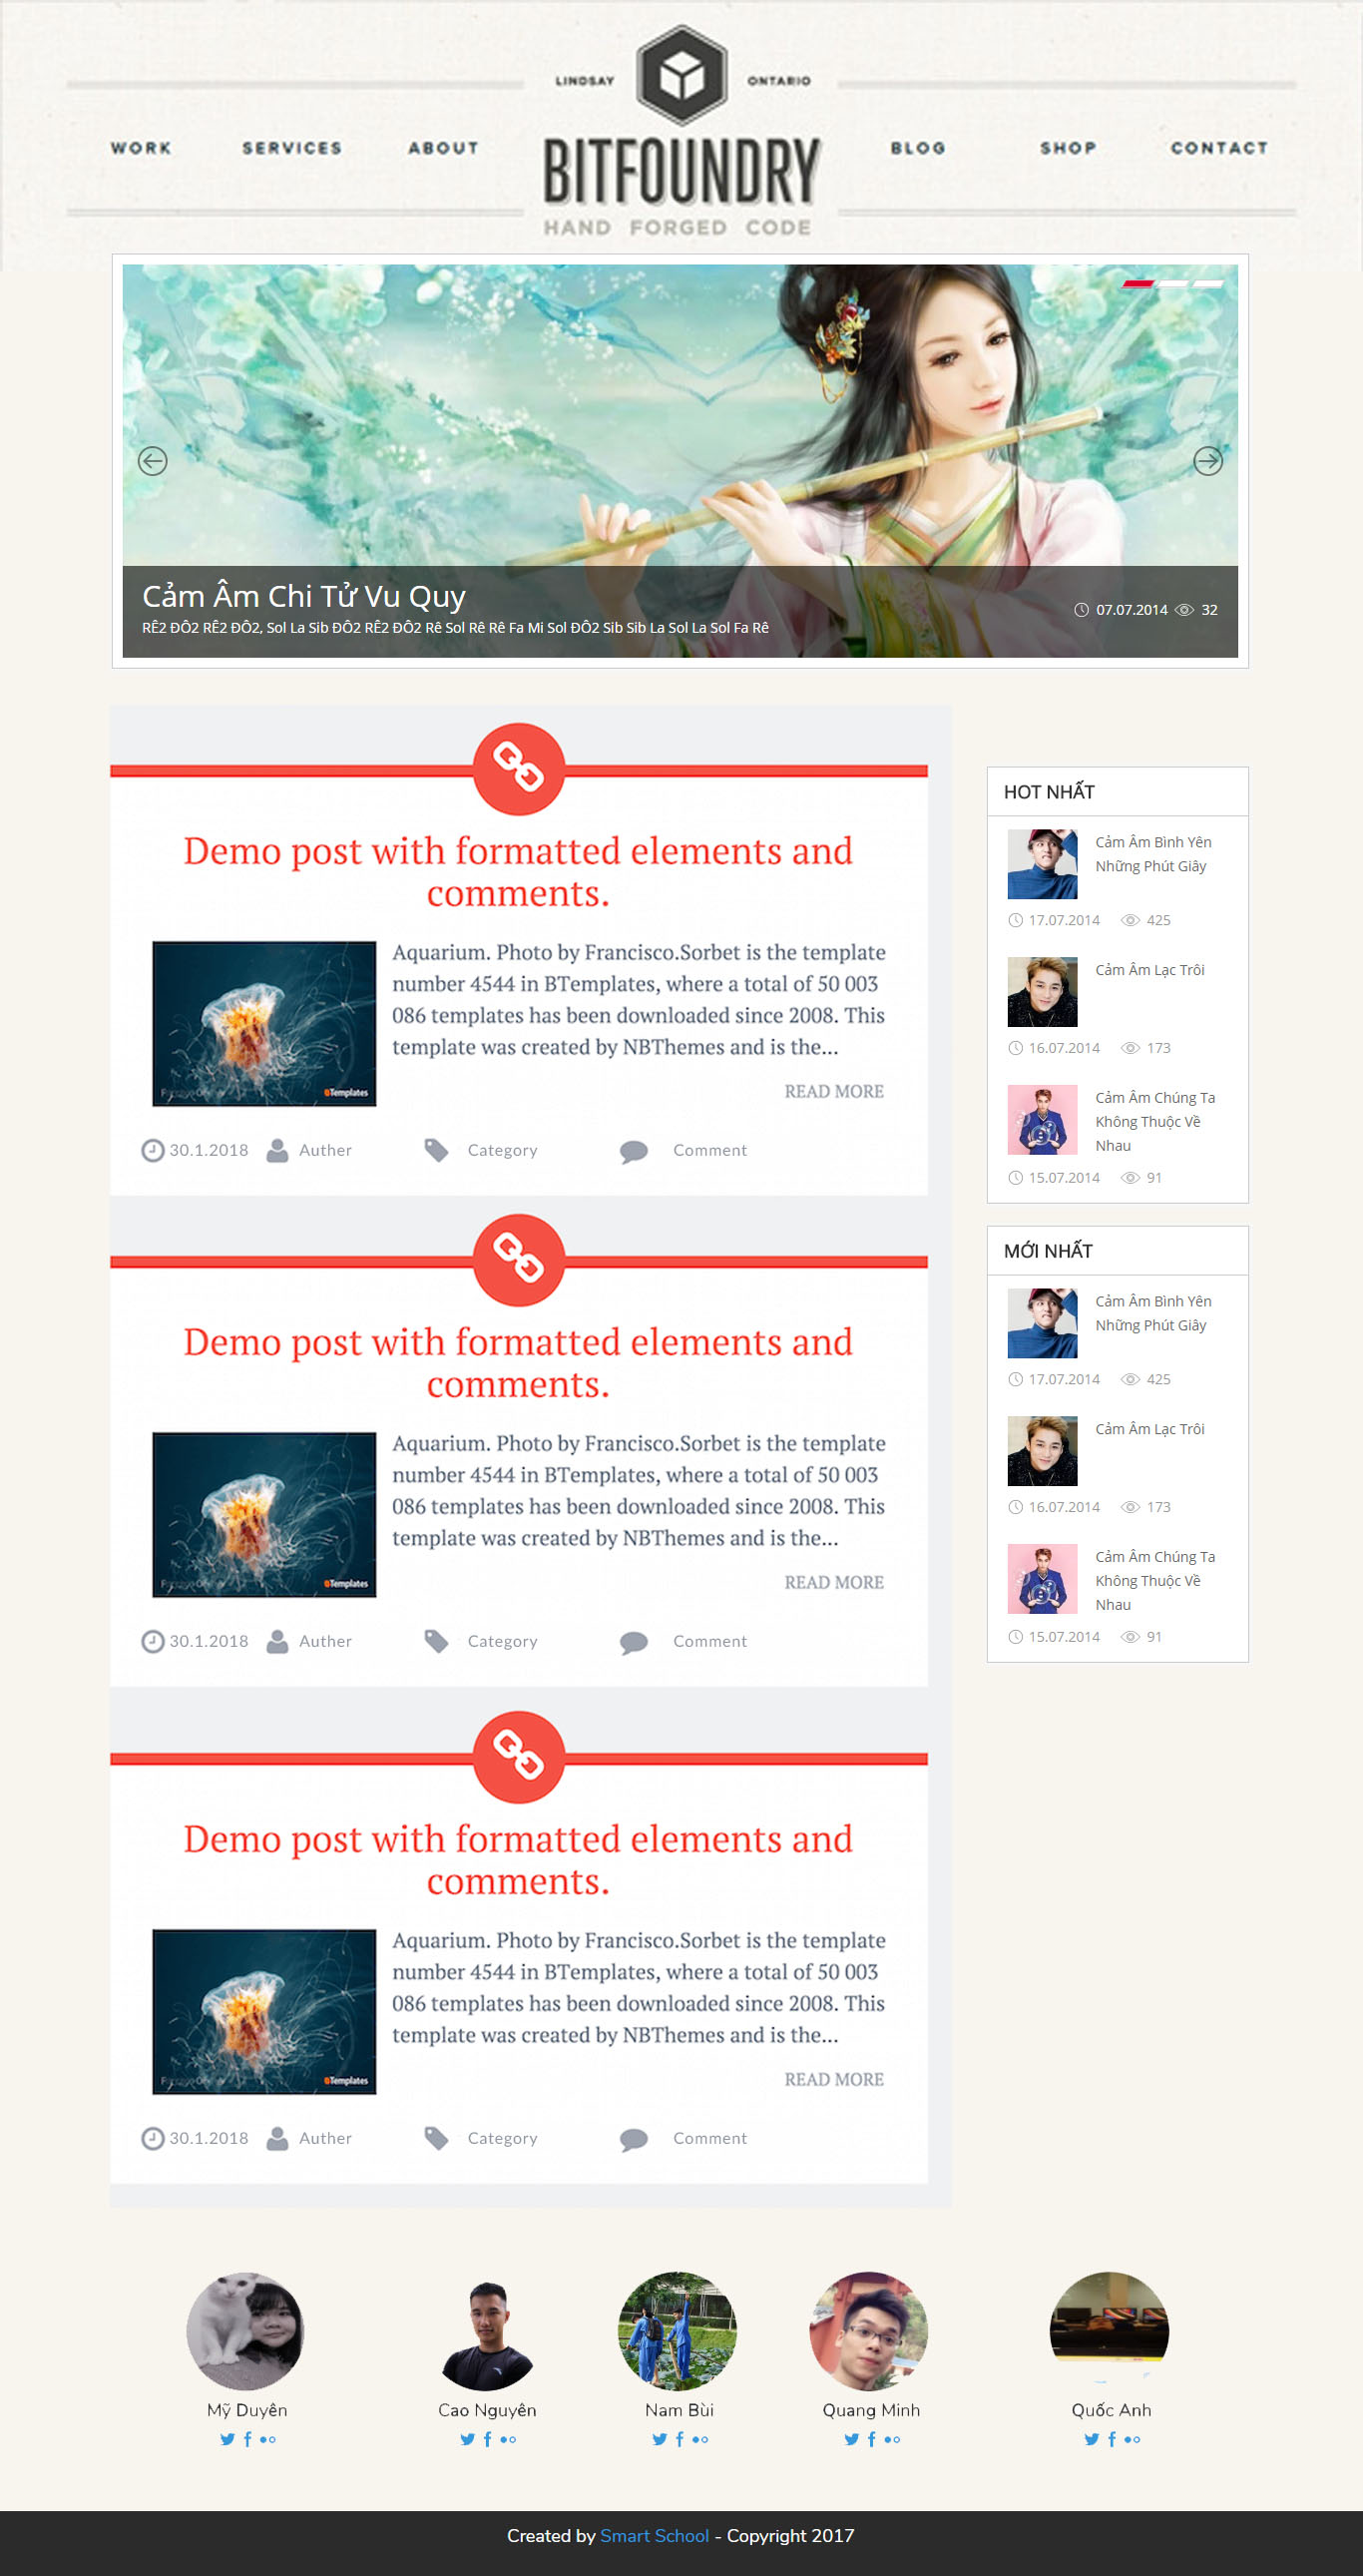 LINDSAY ONTARIO
WORK SERVICES ABOUT BLOG SHOP CONTACT
BITFOUNDRY
HAND FORGED CODE
Cảm Âm Chi Tử Vu Quy
RÊ2 ĐÔ2 RÊ2 ĐÔ2, Sol La Sib ĐÔ2 RÊ2 ĐÔ2 Rê Sol Rê Rê Fa Mi Sol ĐÔ2 Sib Sib La Sol La Sol Fa Rê
07.07.2014 32
Demo post with formatted elements and
comments.
Aquarium. Photo by Francisco.Sorbet is the template
number 4544 in BTemplates, where a total of 50 003
086 templates has been downloaded since 2008. This
template was created by NBThemes and is the...
BTemplates
READ MORE
30.1.2018 Auther Category Comment
Demo post with formatted elements and
comments.
Aquarium. Photo by Francisco.Sorbet is the template
number 4544 in BTemplates, where a total of 50 003
086 templates has been downloaded since 2008. This
template was created by NBThemes and is the...
BTemplates
READ MORE
30.1.2018 Auther Category Comment
Demo post with formatted elements and
comments.
Aquarium. Photo by Francisco.Sorbet is the template
number 4544 in BTemplates, where a total of 50 003
086 templates has been downloaded since 2008. This
template was created by NBThemes and is the...
BTemplates
READ MORE
30.1.2018 Auther Category Comment
HOT NHẤT
Cảm Âm Bình Yên
Những Phút Giây
17.07.2014 425
Cảm Âm Lạc Trôi
16.07.2014 173
Cảm Âm Chúng Ta
Không Thuộc Về
Nhau
15.07.2014 91
MỚI NHẤT
Cảm Âm Bình Yên
Những Phút Giây
17.07.2014 425
Cảm Âm Lạc Trôi
16.07.2014 173
Cảm Âm Chúng Ta
Không Thuộc Về
Nhau
15.07.2014 91
Mỹ Duyên Cao Nguyên Nam Bùi Quang Minh Quốc Anh
Created by Smart School - Copyright 2017